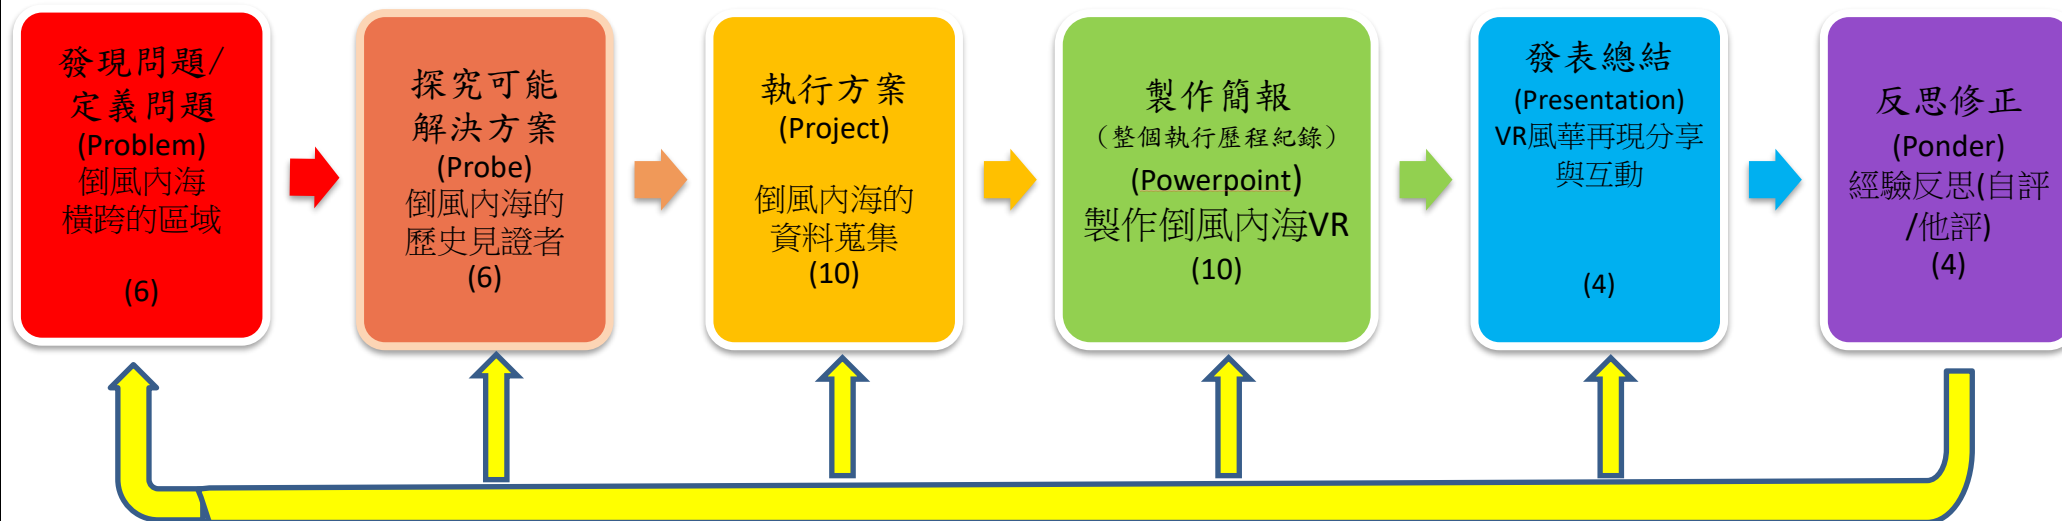 發現問題/
定義問題
(Problem)
倒風內海
橫跨的區域
(6)
探究可能
解決方案
(Probe)
倒風內海的
歷史見證者
(6)
執行方案
(Project)
倒風內海的
資料蒐集
(10)
製作簡報
（整個執行歷程紀錄）
(Powerpoint)
製作倒風內海VR
(10)
發表總結
(Presentation)
VR風華再現分享
與互動
(4)
反思修正
(Ponder)
經驗反思(自評
/他評)
(4)